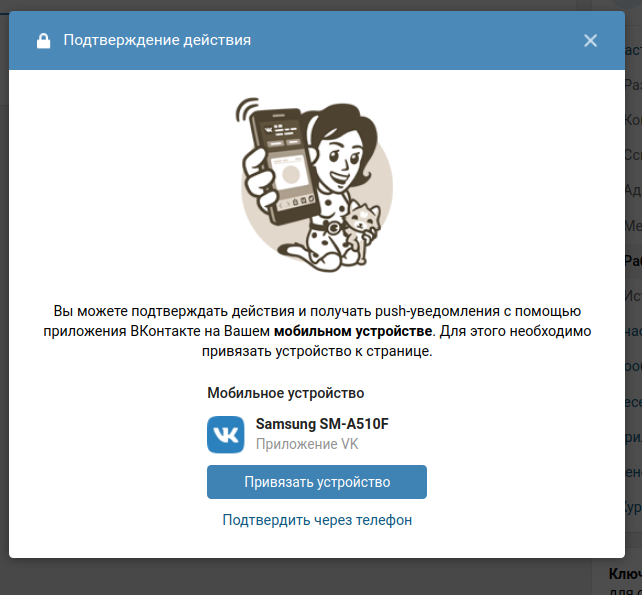 Подтверждение действия
Вы можете подтверждать действия и получать push-уведомления с помощью
приложения ВКонтакте на Вашем мобильном устройстве. Для этого необходимо
привязать устройство к странице.
Мобильное устройство
Samsung SM-A510F
Приложение VK
Привязать устройство
Подтвердить через телефон